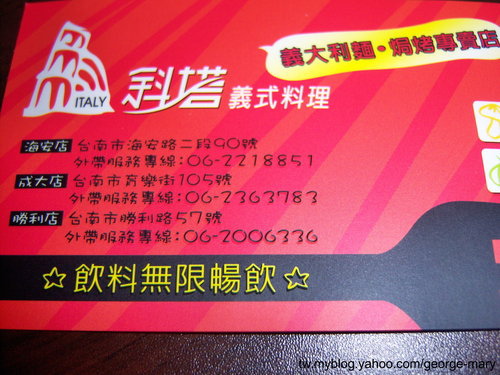 義大利麵・焗烤專賣店
ITALY
斜塔 義式料理
海安店 台南市海安路二段90號
外帶服務專線:06-2218851
成大店 台南市育樂街105號
外帶服務專線:06-2363783
勝利店 台南市勝利路57號
外帶服務專線:06-2006336
☆飲料無限暢飲☆
tw.myblog.yahoo.com/george-mary